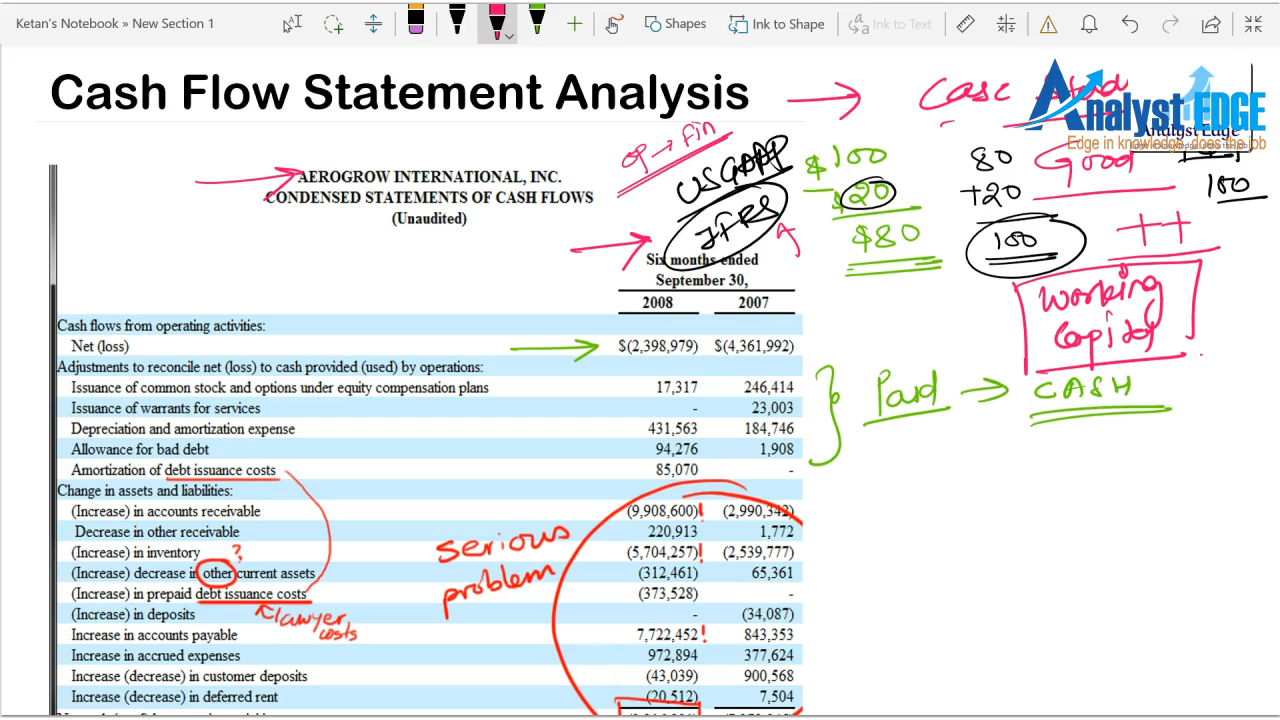 Ketan's Notebook » New Section 1
Shapes
Ink to Shape
Ink to Text
Cash Flow Statement Analysis
Case
Analyst EDGE
Analyst Edge
Edge in knowledge, does the job
op → Fin
US GAAP
IFRS
$100
- $20
$80
80
+20
100
Good
100
++
Working
Capital
AEROGROW INTERNATIONAL, INC.
CONDENSED STATEMENTS OF CASH FLOWS
(Unaudited)
Six months ended
September 30,
2008 2007
Cash flows from operating activities:
Net (loss) $(2,398,979) $(4,361,992)
Adjustments to reconcile net (loss) to cash provided (used) by operations:
Issuance of common stock and options under equity compensation plans 17,317 246,414
Issuance of warrants for services - 23,003
Depreciation and amortization expense 431,563 184,746
Allowance for bad debt 94,276 1,908
Amortization of debt issuance costs 85,070 -
Paid → CASH
Change in assets and liabilities:
(Increase) in accounts receivable (9,908,600)! (2,990,342)
Decrease in other receivable 220,913 1,772
(Increase) in inventory (5,704,257)! (2,539,777)
?
(Increase) decrease in other current assets (312,461) 65,361
(Increase) in prepaid debt issuance costs (373,528) -
(Increase) in deposits - (34,087)
Increase in accounts payable 7,722,452 ! 843,353
Increase in accrued expenses 972,894 377,624
Increase (decrease) in customer deposits (43,039) 900,568
Increase (decrease) in deferred rent (20,512) 7,504
serious
problem
lawyer
costs